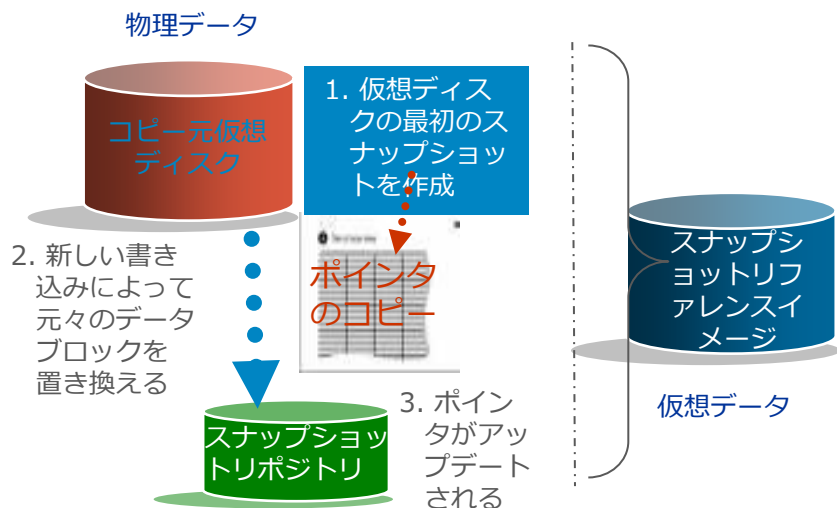 物理データ
コピー元仮想
ディスク
1. 仮想ディス
クの最初のス
ナップショッ
トを作成
2. 新しい書き
込みによって
元々のデータ
ブロックを
置き換える
ポインタ
のコピー
スナップショッ
トリポジトリ
3. ポイン
タがアッ
プデート
される
スナップシ
ョットリフ
ァレンスイ
メージ
仮想データ